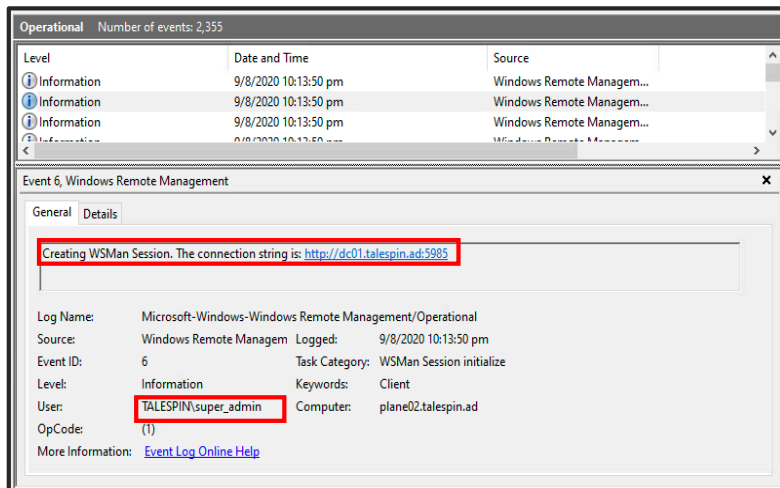 Operational Number of events: 2,355
Level Date and Time Source
Information 9/8/2020 10:13:50 pm Windows Remote Managem...
Information 9/8/2020 10:13:50 pm Windows Remote Managem...
Information 9/8/2020 10:13:50 pm Windows Remote Managem...
Event 6, Windows Remote Management
General Details
Creating WSMan Session. The connection string is: http://dc01.talespin.ad:5985
Log Name: Microsoft-Windows-Windows Remote Management/Operational
Source: Windows Remote Managem Logged: 9/8/2020 10:13:50 pm
Event ID: 6 Task Category: WSMan Session initialize
Level: Information Keywords: Client
User: TALESPIN\super_admin Computer: plane02.talespin.ad
OpCode: (1)
More Information: Event Log Online Help